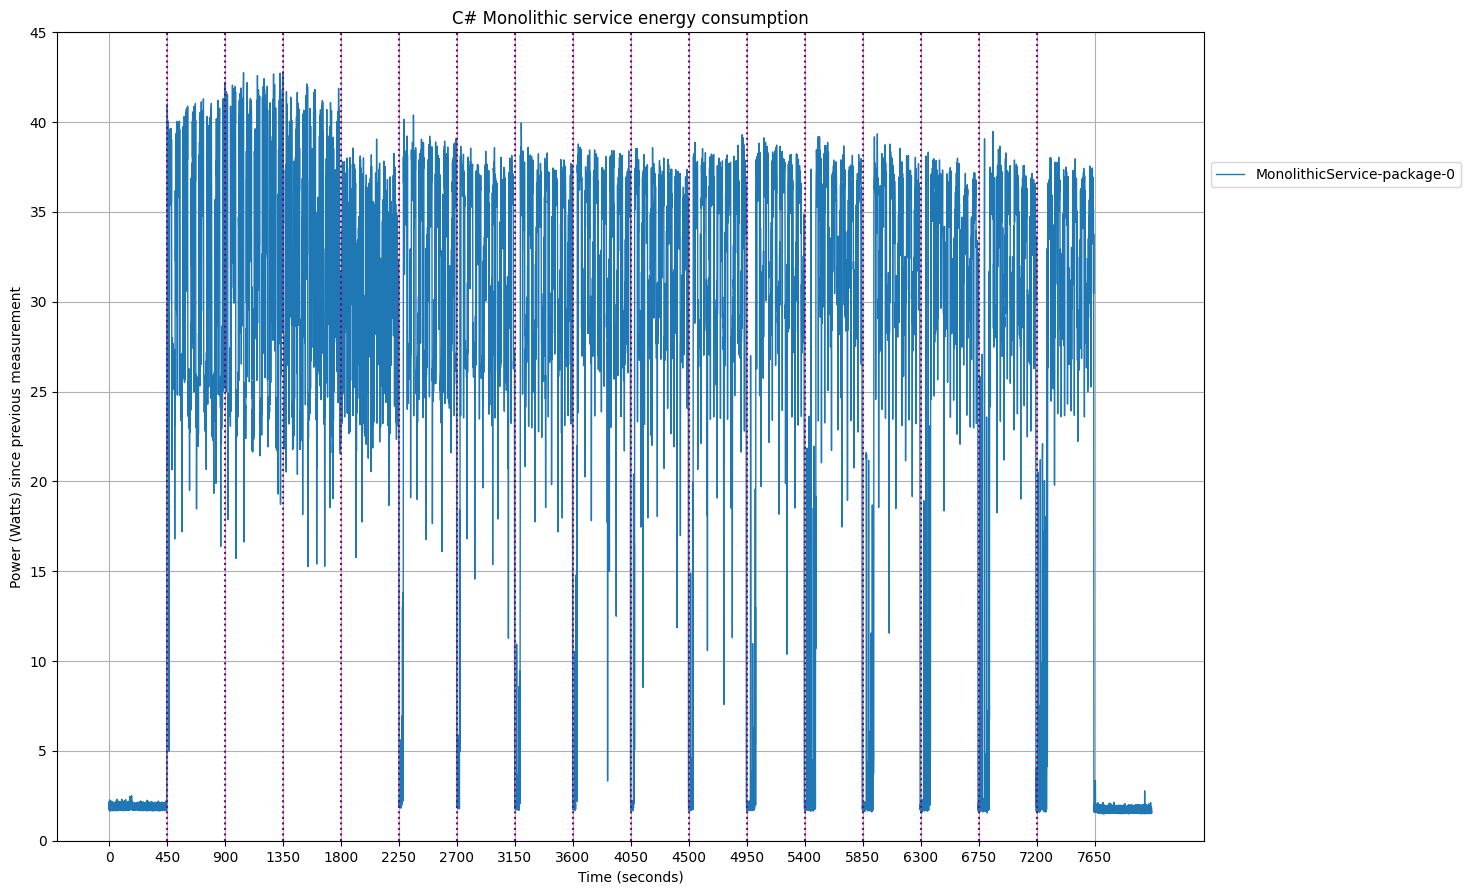 C# Monolithic service energy consumption
45
40
35
30
25
20
15
10
5
0
Power (Watts) since previous measurement
MonolithicService-package-0
0 450 900 1350 1800 2250 2700 3150 3600 4050 4500 4950 5400 5850 6300 6750 7200 7650
Time (seconds)